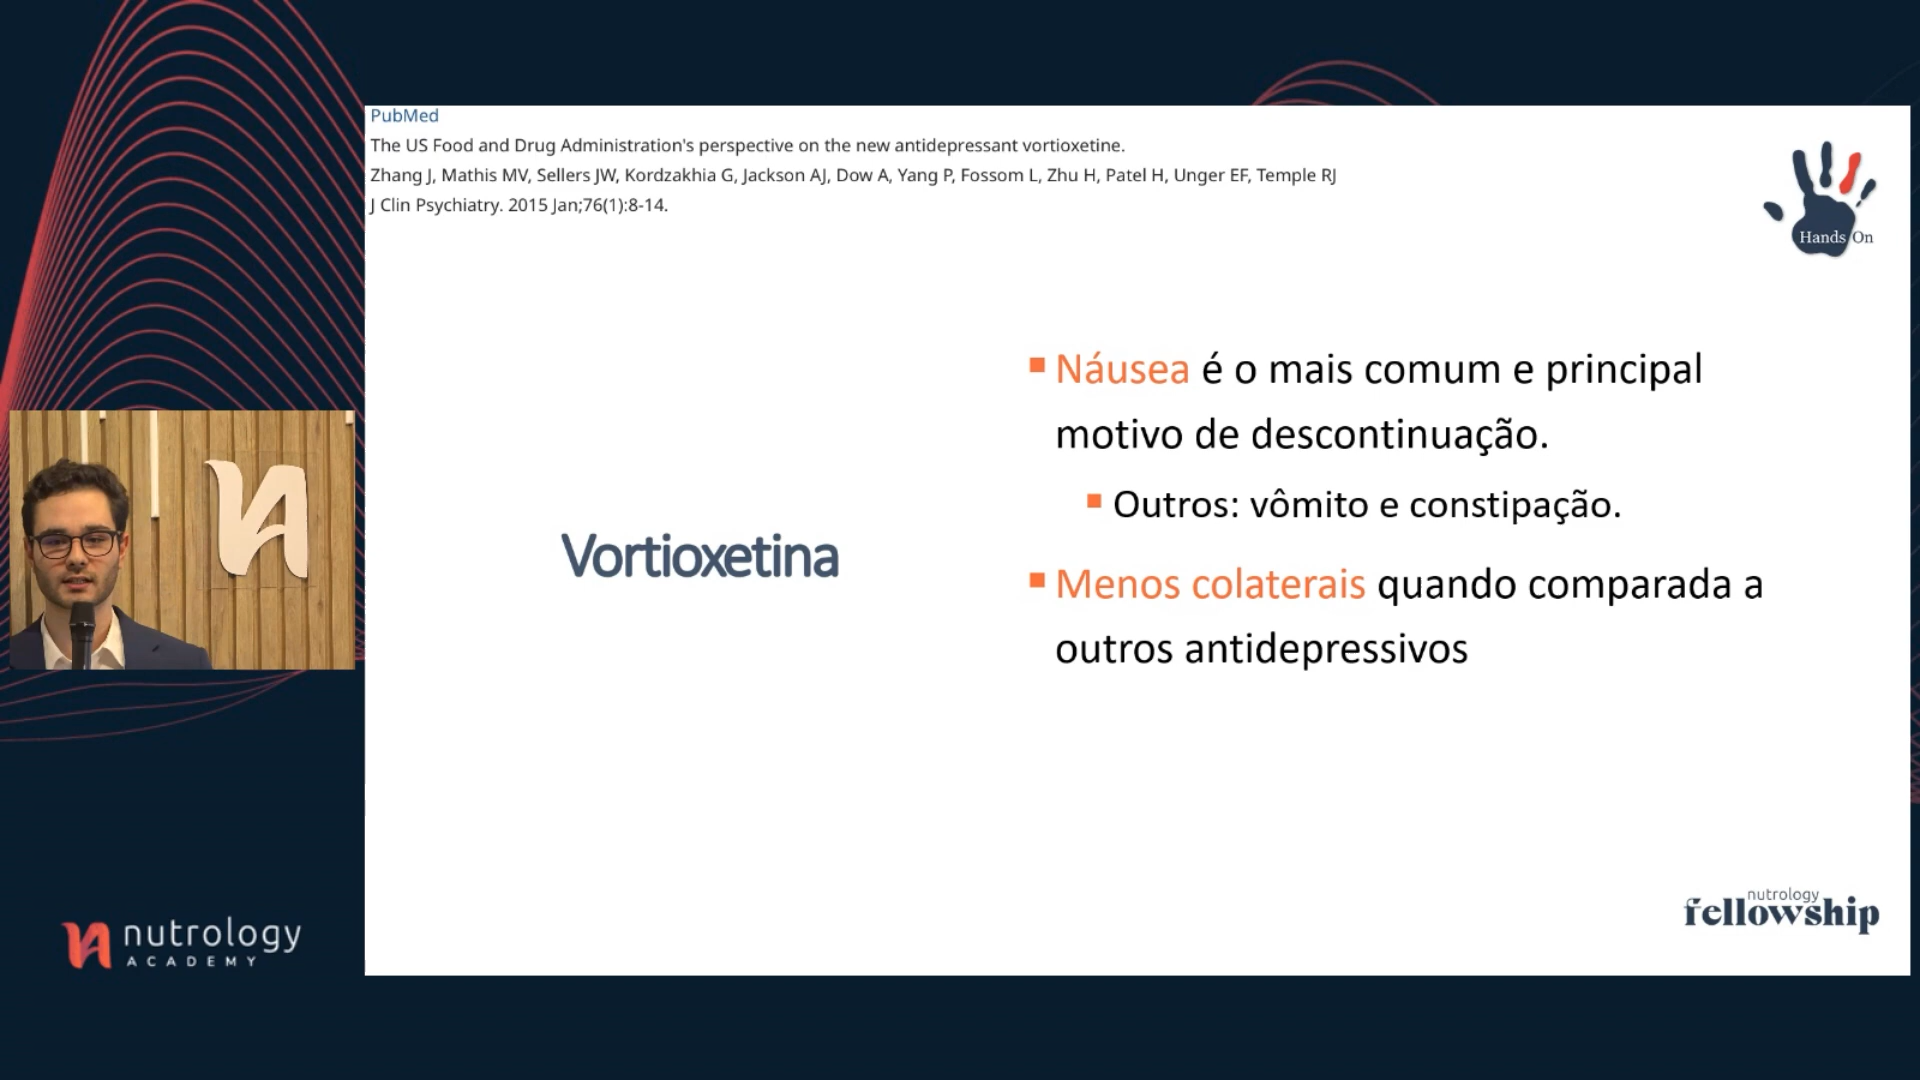 PubMed
The US Food and Drug Administration's perspective on the new antidepressant vortioxetine.
Zhang J, Mathis MV, Sellers JW, Kordzakhia G, Jackson AJ, Dow A, Yang P, Fossom L, Zhu H, Patel H, Unger EF, Temple RJ
J Clin Psychiatry. 2015 Jan;76(1):8-14.
Hands On
Vortioxetina
Náusea é o mais comum e principal
motivo de descontinuação.
Outros: vômito e constipação.
Menos colaterais quando comparada a
outros antidepressivos
nutrology
ACADEMY
nutrology
fellowship